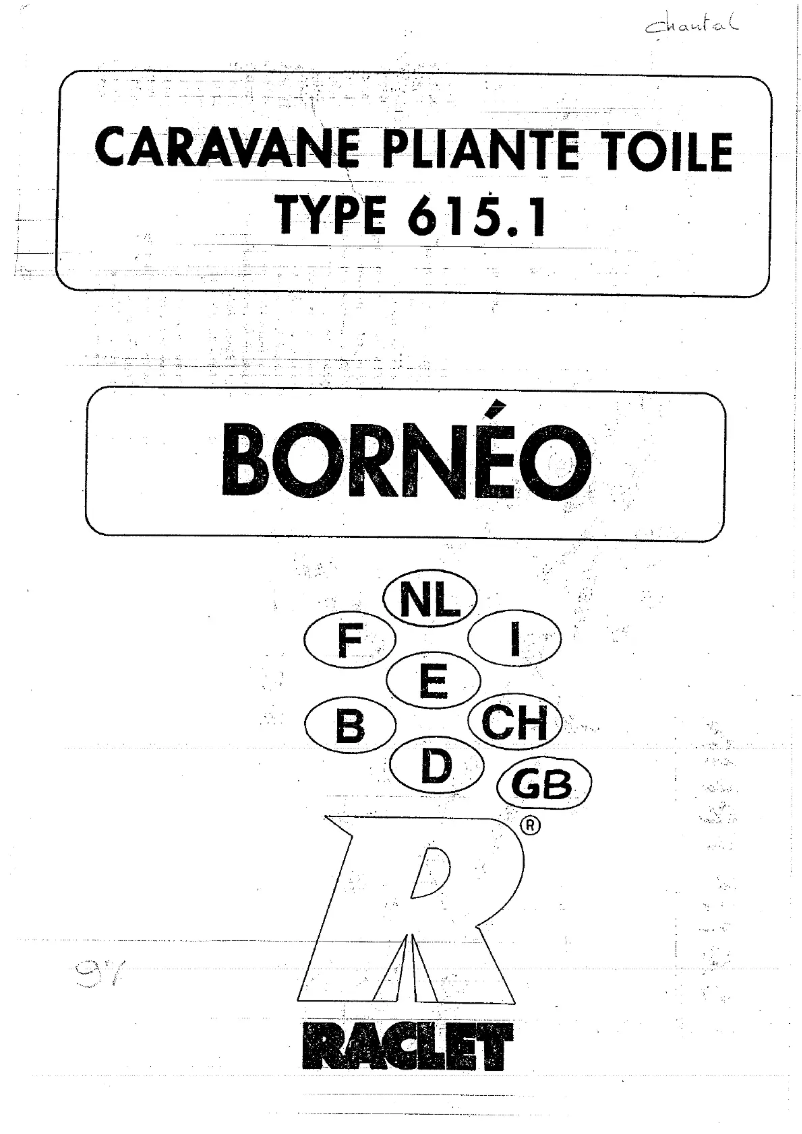 chantal
CARAVANE PLIANTE TOILE
TYPE 615.1
BORNÉO
NL
F
I
E
B
CH
D
GB
®
97
RACLET